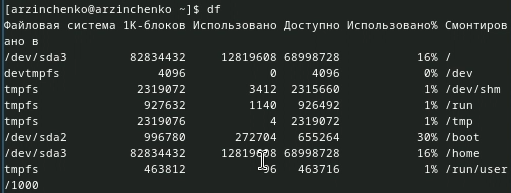 [arzinchenko@arzinchenko ~]$ df
Файловая система 1K-блоков Использовано Доступно Использовано% Смонтиров
ано в
/dev/sda3 82834432 12819608 68998728 16% /
devtmpfs 4096 0 4096 0% /dev
tmpfs 2319072 3412 2315660 1% /dev/shm
tmpfs 927632 1140 926492 1% /run
tmpfs 2319076 4 2319072 1% /tmp
/dev/sda2 996780 272704 655264 30% /boot
/dev/sda3 82834432 12819608 68998728 16% /home
tmpfs 463812 96 463716 1% /run/user
/1000